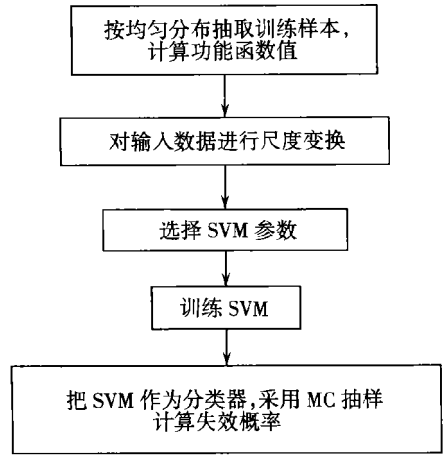 按均匀分布抽取训练样本,
计算功能函数值
对输入数据进行尺度变换
选择 SVM 参数
训练 SVM
把 SVM 作为分类器,采用 MC 抽样
计算失效概率